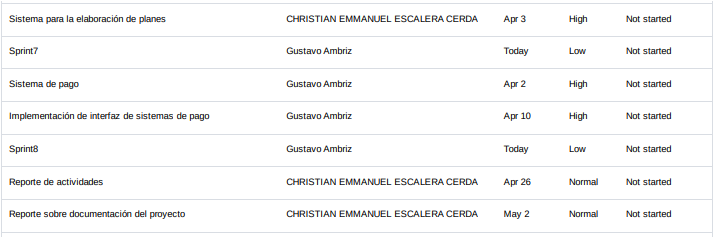 Sistema para la elaboración de planes CHRISTIAN EMMANUEL ESCALERA CERDA Apr 3 High Not started
Sprint7 Gustavo Ambriz Today Low Not started
Sistema de pago Gustavo Ambriz Apr 2 High Not started
Implementación de interfaz de sistemas de pago Gustavo Ambriz Apr 10 High Not started
Sprint8 Gustavo Ambriz Today Low Not started
Reporte de actividades CHRISTIAN EMMANUEL ESCALERA CERDA Apr 26 Normal Not started
Reporte sobre documentación del proyecto CHRISTIAN EMMANUEL ESCALERA CERDA May 2 Normal Not started